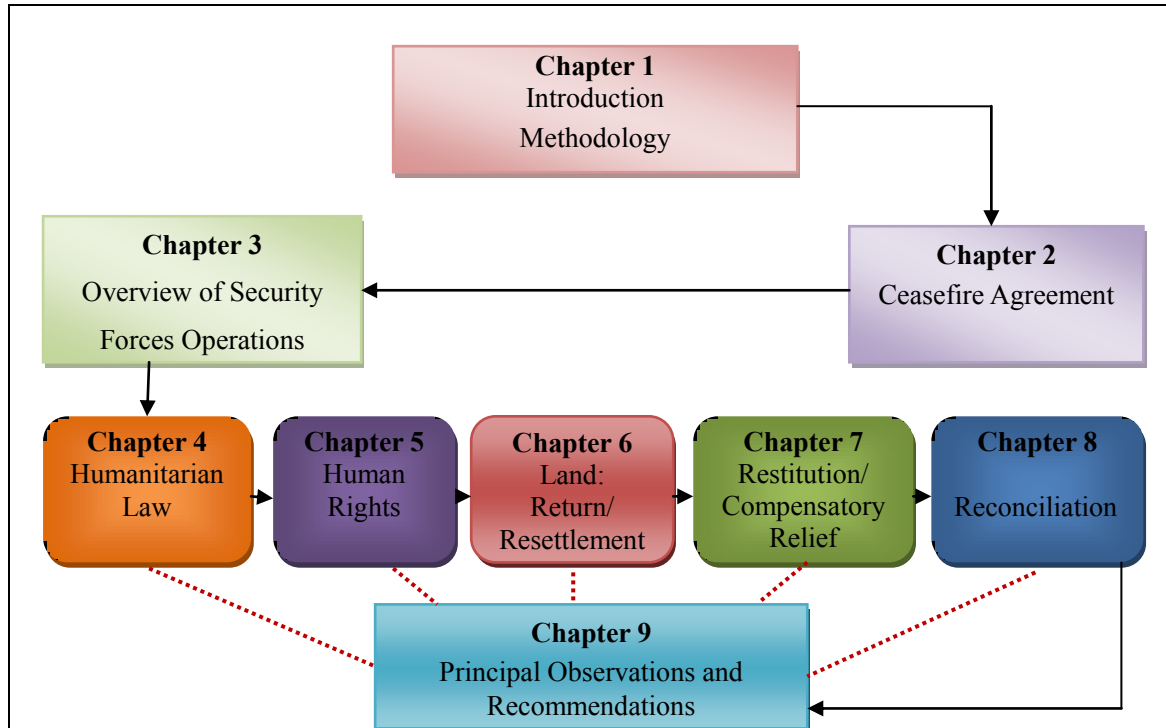 Chapter 1
Introduction
Methodology
Chapter 2
Ceasefire Agreement
Chapter 3
Overview of Security
Forces Operations
Chapter 4
Humanitarian
Law
Chapter 5
Human
Rights
Chapter 6
Land:
Return/
Resettlement
Chapter 7
Restitution/
Compensatory
Relief
Chapter 8
Reconciliation
Chapter 9
Principal Observations and
Recommendations